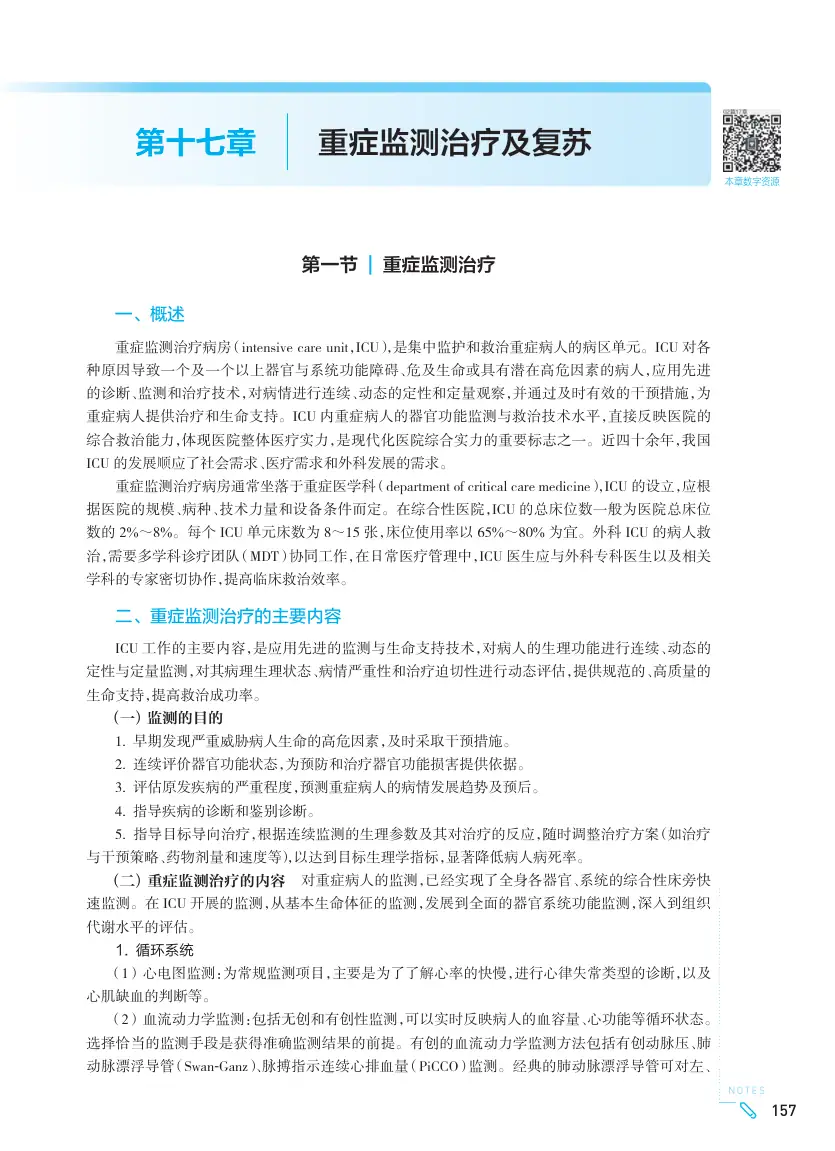 第十七章
重症监测治疗及复苏
本章数字资源
第一节 | 重症监测治疗
一、概述
重症监测治疗病房（intensive care unit，ICU），是集中监护和救治重症病人的病区单元。ICU 对各
种原因导致一个及一个以上器官与系统功能障碍、危及生命或具有潜在高危因素的病人，应用先进
的诊断、监测和治疗技术，对病情进行连续、动态的定性和定量观察，并通过及时有效的干预措施，为
重症病人提供治疗和生命支持。ICU 内重症病人的器官功能监测与救治技术水平，直接反映医院的
综合救治能力，体现医院整体医疗实力，是现代化医院综合实力的重要标志之一。近四十余年，我国
ICU 的发展顺应了社会需求、医疗需求和外科发展的需求。
重症监测治疗病房通常坐落于重症医学科（department of critical care medicine），ICU 的设立，应根
据医院的规模、病种、技术力量和设备条件而定。在综合性医院，ICU 的总床位数一般为医院总床位
数的 2%～8%。每个 ICU 单元床数为 8～15 张，床位使用率以 65%～80% 为宜。外科 ICU 的病人救
治，需要多学科诊疗团队（MDT）协同工作，在日常医疗管理中，ICU 医生应与外科专科医生以及相关
学科的专家密切协作，提高临床救治效率。
二、重症监测治疗的主要内容
ICU 工作的主要内容，是应用先进的监测与生命支持技术，对病人的生理功能进行连续、动态的
定性与定量监测，对其病理生理状态、病情严重性和治疗迫切性进行动态评估，提供规范的、高质量的
生命支持，提高救治成功率。
（一）监测的目的
1. 早期发现严重威胁病人生命的高危因素，及时采取干预措施。
2. 连续评价器官功能状态，为预防和治疗器官功能损害提供依据。
3. 评估原发疾病的严重程度，预测重症病人的病情发展趋势及预后。
4. 指导疾病的诊断和鉴别诊断。
5. 指导目标导向治疗，根据连续监测的生理参数及其对治疗的反应，随时调整治疗方案（如治疗
与干预策略、药物剂量和速度等），以达到目标生理学指标，显著降低病人病死率。
（二）重症监测治疗的内容 对重症病人的监测，已经实现了全身各器官、系统的综合性床旁快
速监测。在 ICU 开展的监测，从基本生命体征的监测，发展到全面的器官系统功能监测，深入到组织
代谢水平的评估。
1. 循环系统
（1）心电图监测：为常规监测项目，主要是为了了解心率的快慢，进行心律失常类型的诊断，以及
心肌缺血的判断等。
（2）血流动力学监测：包括无创和有创性监测，可以实时反映病人的血容量、心功能等循环状态。
选择恰当的监测手段是获得准确监测结果的前提。有创的血流动力学监测方法包括有创动脉压、肺
动脉漂浮导管（Swan-Ganz）、脉搏指示连续心排血量（PiCCO）监测。经典的肺动脉漂浮导管可对左、
NOTES
157